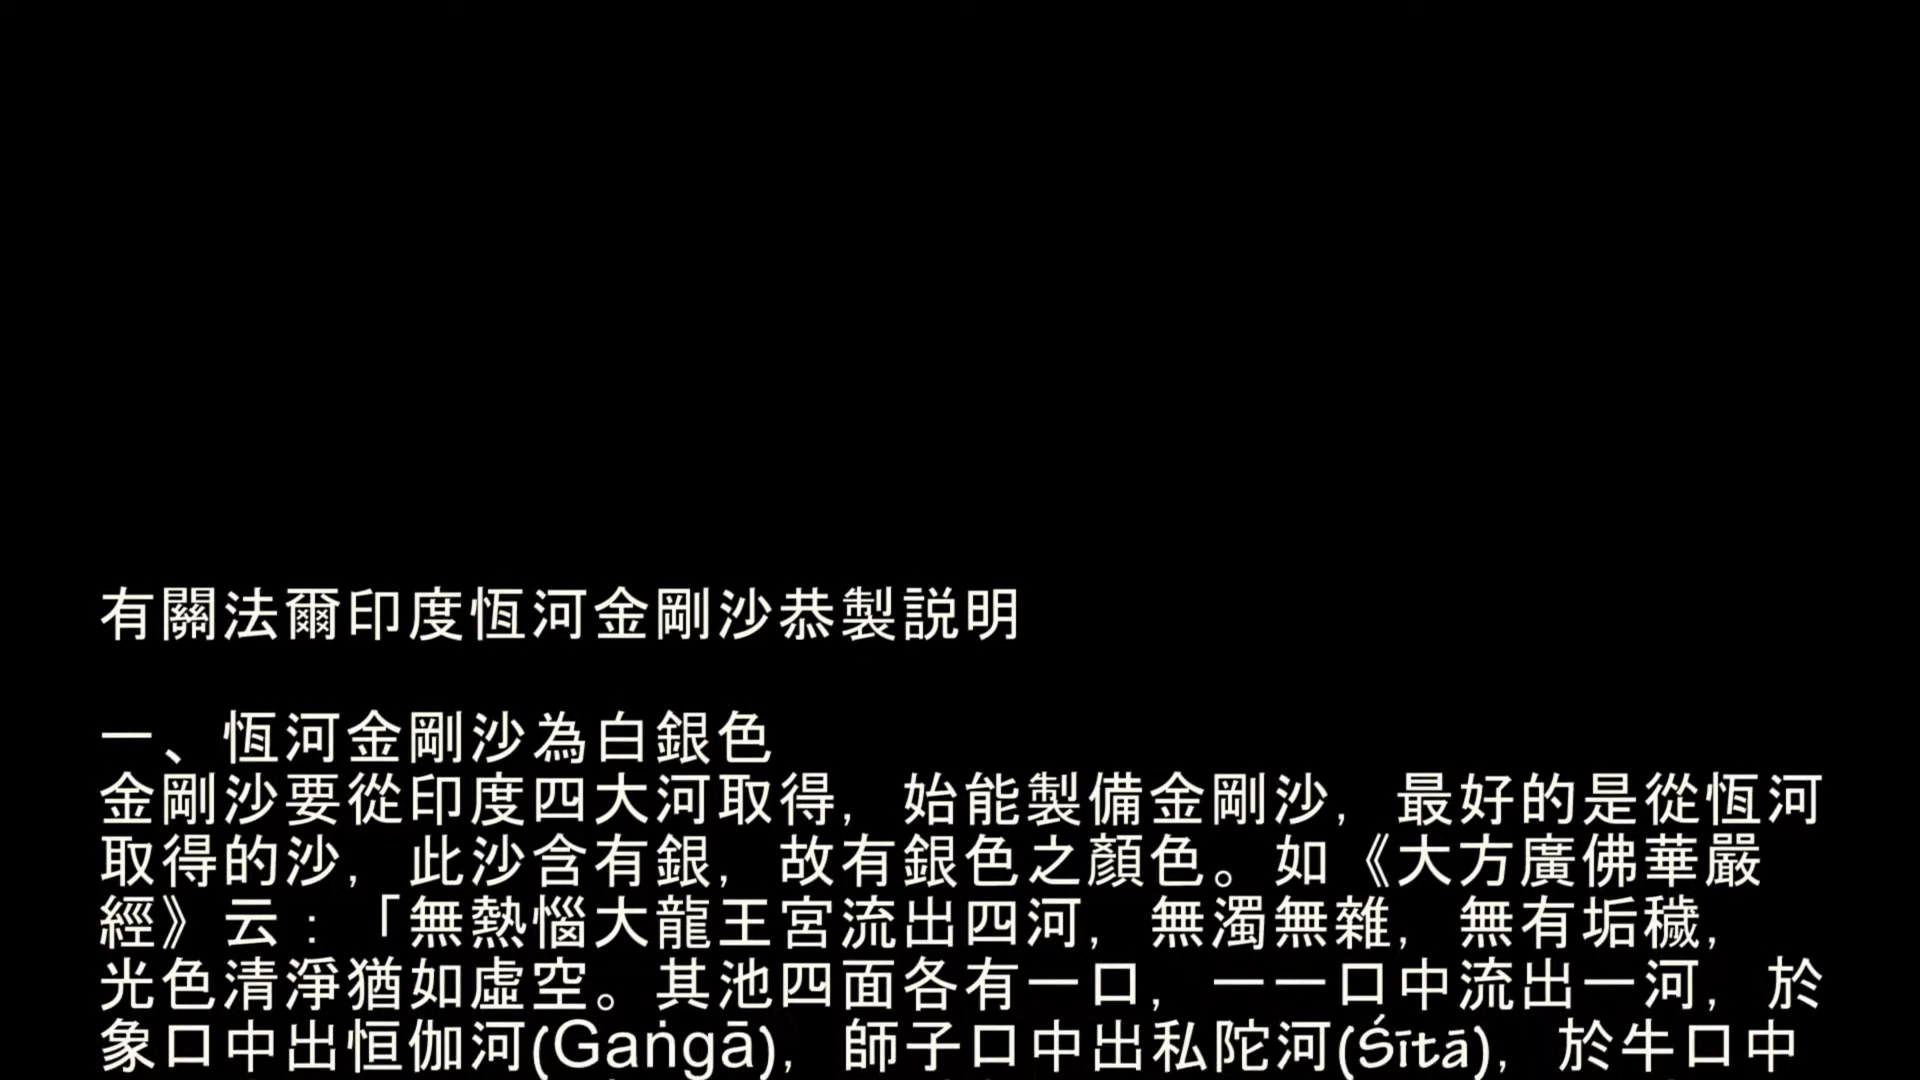 有關法爾印度恆河金剛沙恭製説明
一、恆河金剛沙為白銀色
金剛沙要從印度四大河取得，始能製備金剛沙，最好的是從恆河
取得的沙，此沙含有銀，故有銀色之顏色。如《大方廣佛華嚴
經》云：「無熱惱大龍王宮流出四河，無濁無雜，無有垢穢，
光色清淨猶如虛空。其池四面各有一口，一一口中流出一河，於
象口中出恒伽河(Gaṅgā)，師子口中出私陀河(Śītā)，於牛口中